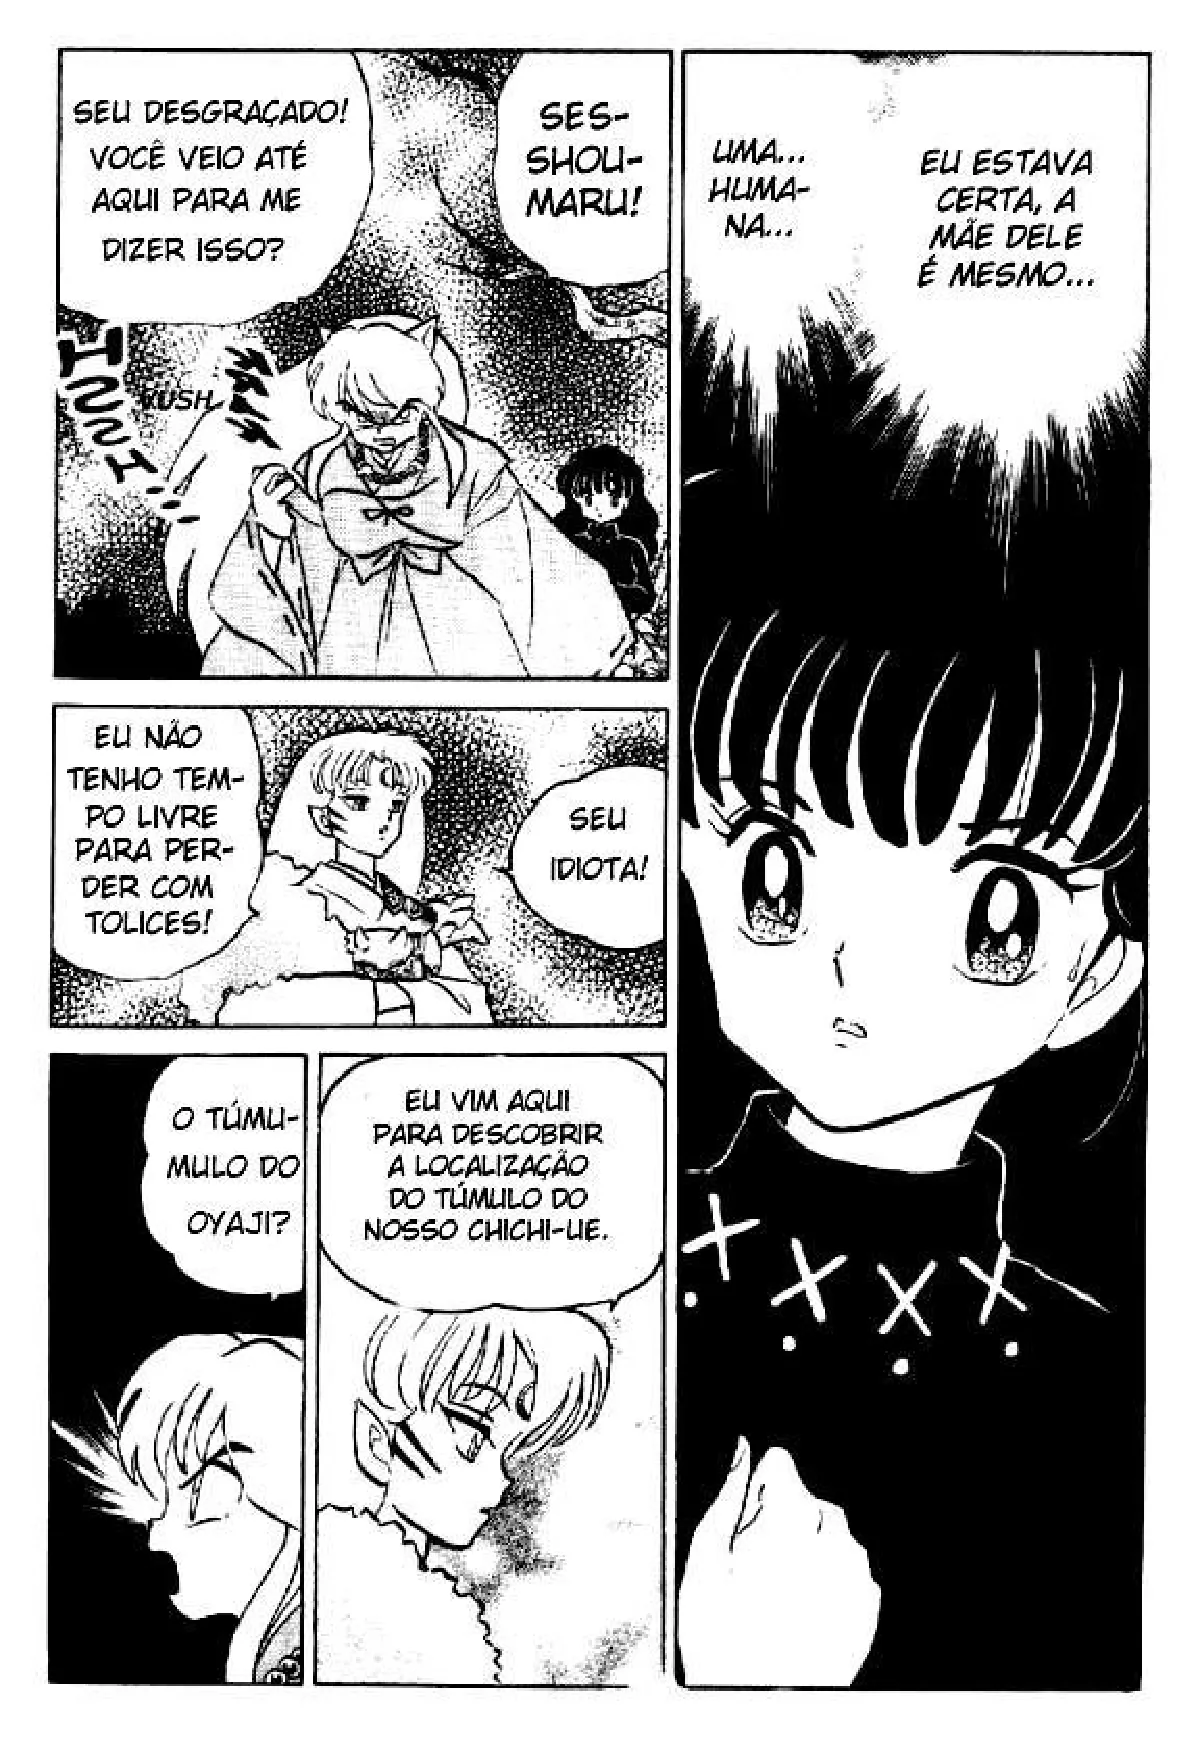 EU ESTAVA
CERTA, A
MÃE DELE
É MESMO...
UMA...
HUMA-
NA...
SES-
SHOU-
MARU!
SEU DESGRAÇADO!
VOCÊ VEIO ATÉ
AQUI PARA ME
DIZER ISSO?
VUSH
SEU
IDIOTA!
EU NÃO
TENHO TEM-
PO LIVRE
PARA PER-
DER COM
TOLICES!
EU VIM AQUI
PARA DESCOBRIR
A LOCALIZAÇÃO
DO TÚMULO DO
NOSSO CHICHI-UE.
O TÚMU-
MULO DO
OYAJI?